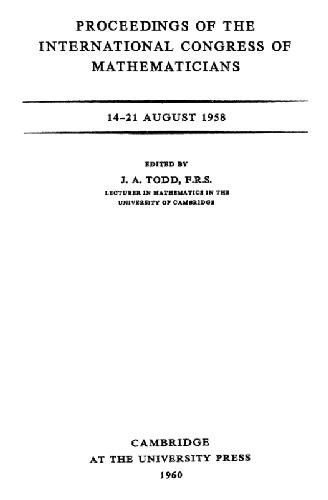 PROCEEDINGS OF THE
INTERNATIONAL CONGRESS OF
MATHEMATICIANS
14-21 AUGUST 1958
EDITED BY
J. A. TODD, F.R.S.
LECTURER IN MATHEMATICS IN THE
UNIVERSITY OF CAMBRIDGE
CAMBRIDGE
AT THE UNIVERSITY PRESS
1960